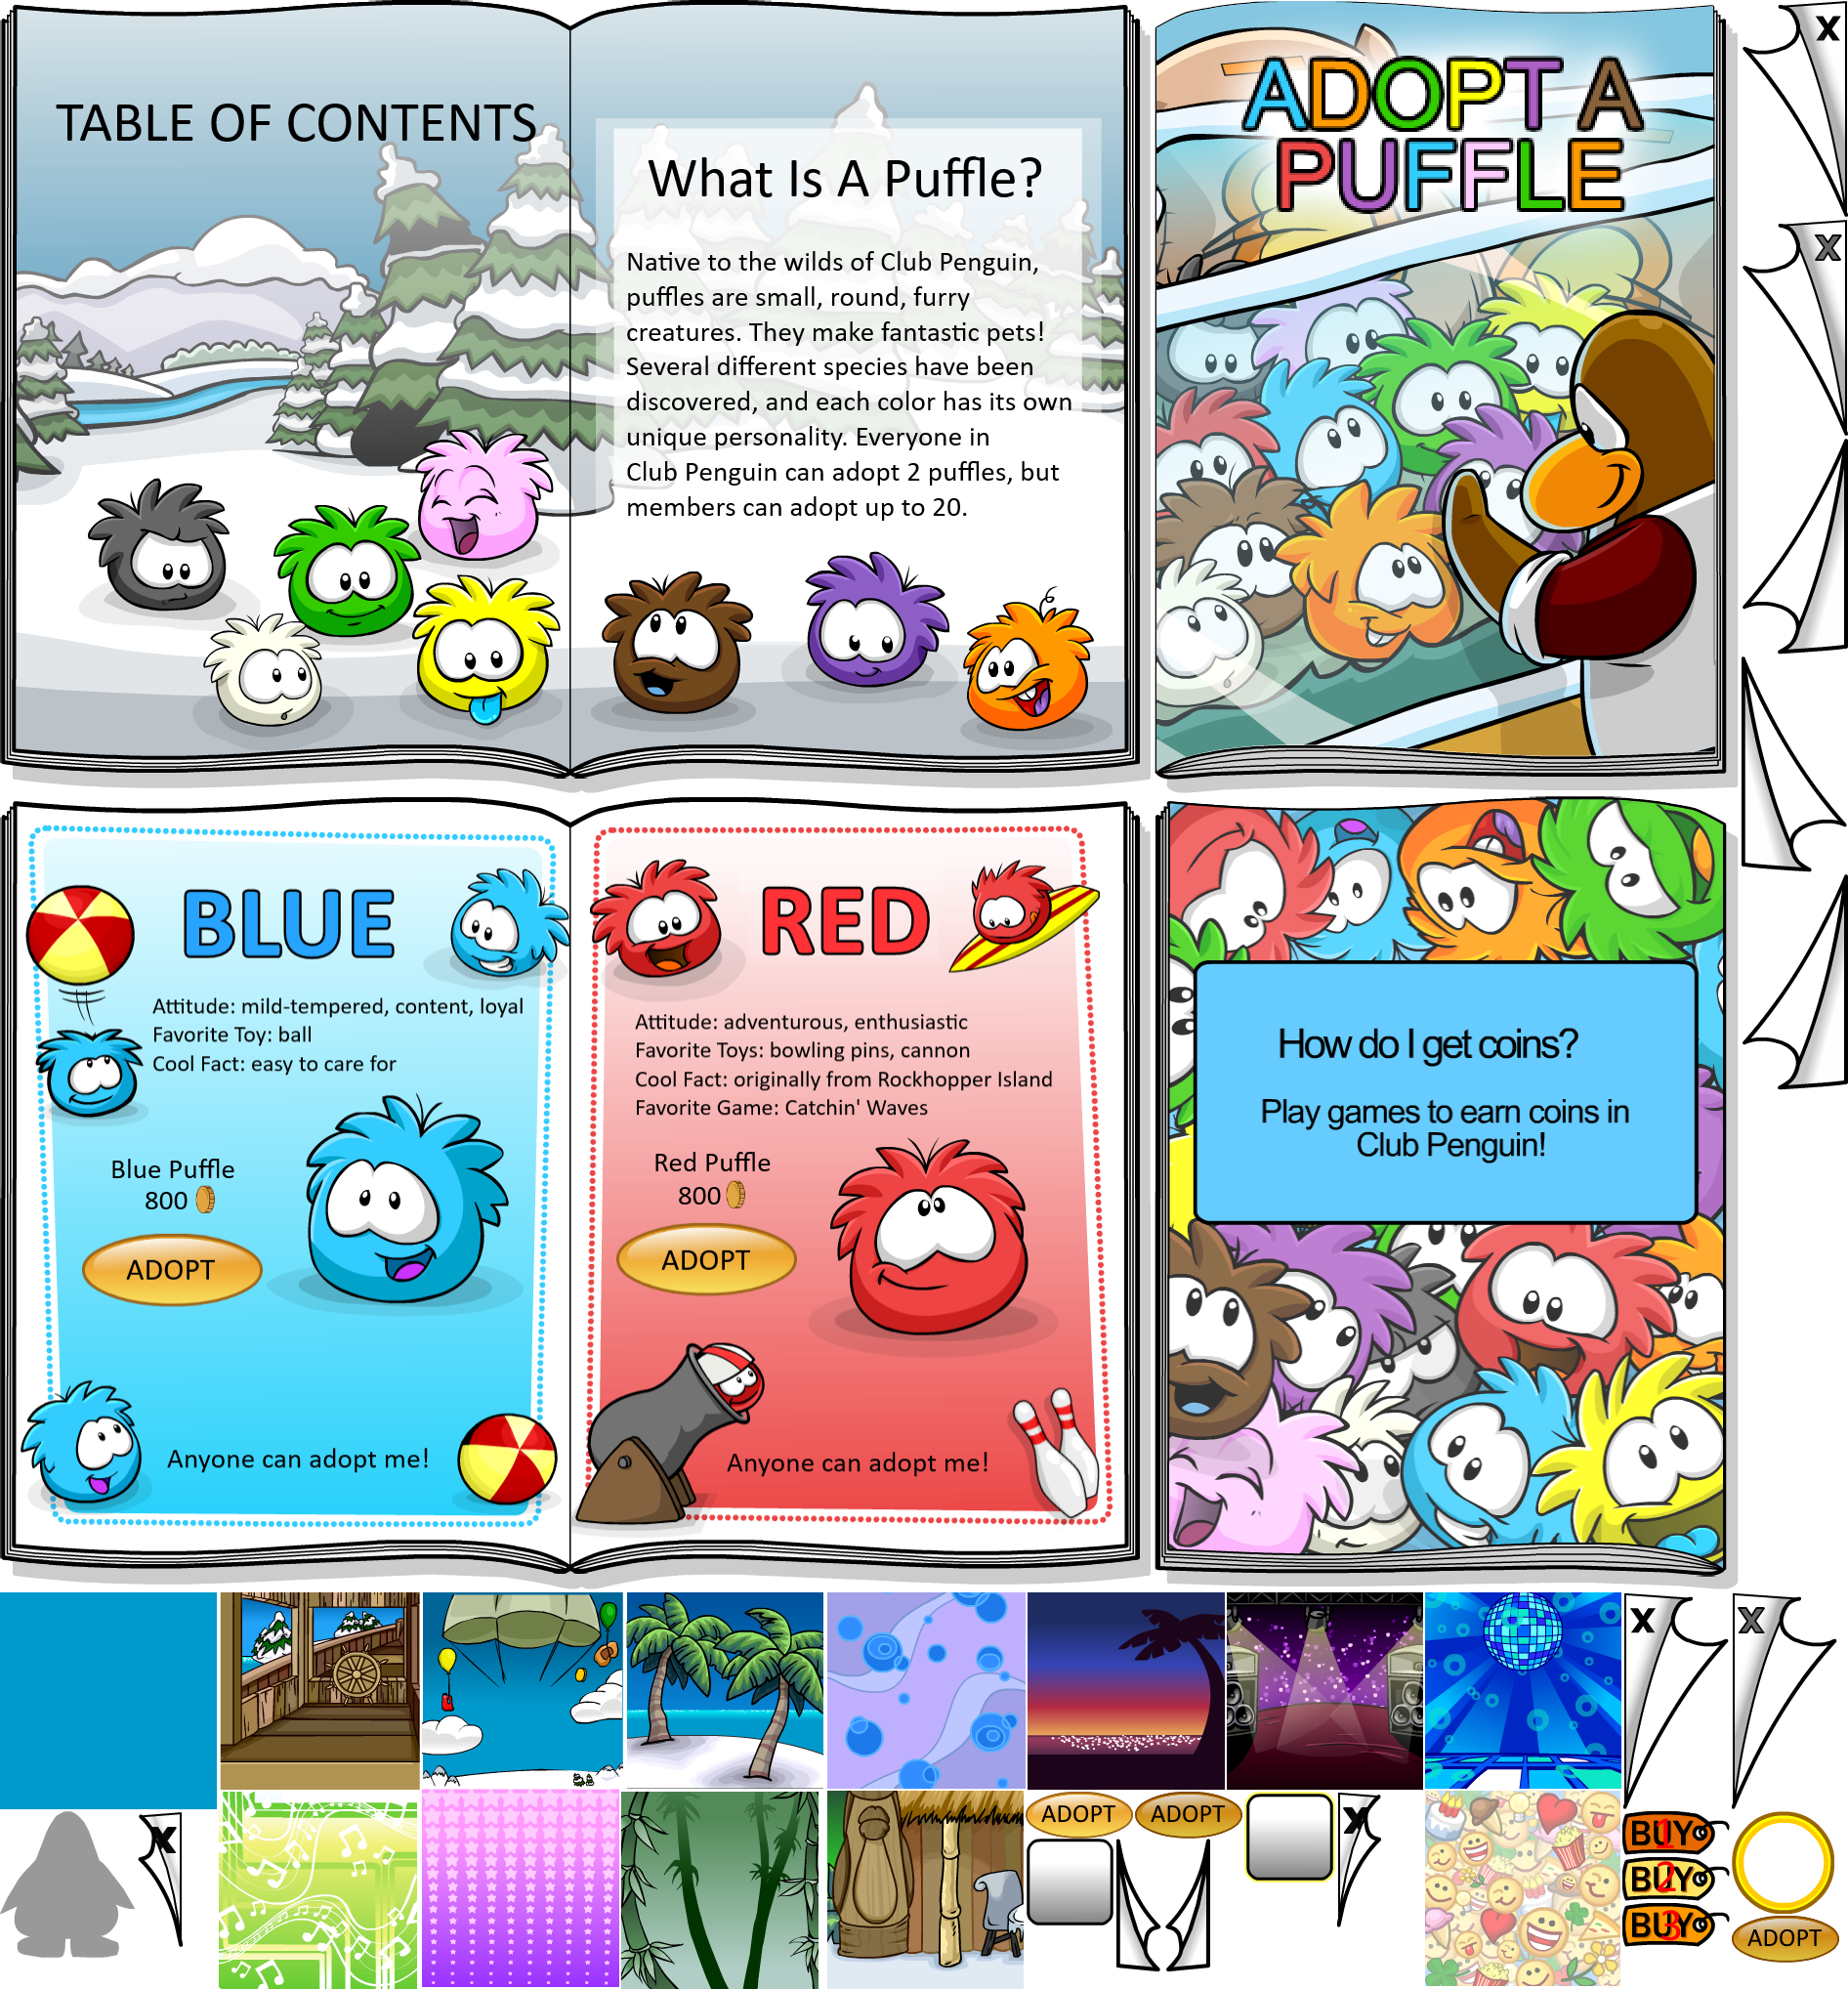 TABLE OF CONTENTS
What Is A Puffle?
Native to the wilds of Club Penguin,
puffles are small, round, furry
creatures. They make fantastic pets!
Several different species have been
discovered, and each color has its own
unique personality. Everyone in
Club Penguin can adopt 2 puffles, but
members can adopt up to 20.
ADOPT A
PUFFLE
X
X
BLUE
Attitude: mild-tempered, content, loyal
Favorite Toy: ball
Cool Fact: easy to care for
Blue Puffle
800
ADOPT
Anyone can adopt me!
RED
Attitude: adventurous, enthusiastic
Favorite Toys: bowling pins, cannon
Cool Fact: originally from Rockhopper Island
Favorite Game: Catchin' Waves
Red Puffle
800
ADOPT
Anyone can adopt me!
How do I get coins?
Play games to earn coins in
Club Penguin!
X
X
X
ADOPT
ADOPT
X
BUY 1
BUY 2
BUY 3
ADOPT